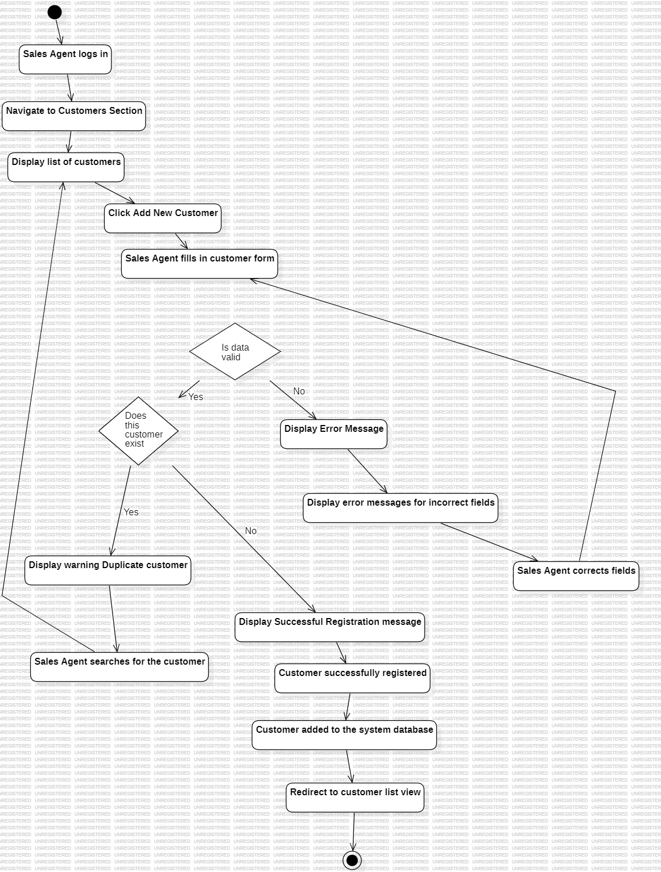 Sales Agent logs in
Navigate to Customers Section
Display list of customers
Click Add New Customer
Sales Agent fills in customer form
Is data
valid
Yes
No
Does
this
customer
exist
Display Error Message
Display error messages for incorrect fields
Yes
No
Display warning Duplicate customer
Sales Agent corrects fields
Display Successful Registration message
Sales Agent searches for the customer
Customer successfully registered
Customer added to the system database
Redirect to customer list view
UNREGISTERED